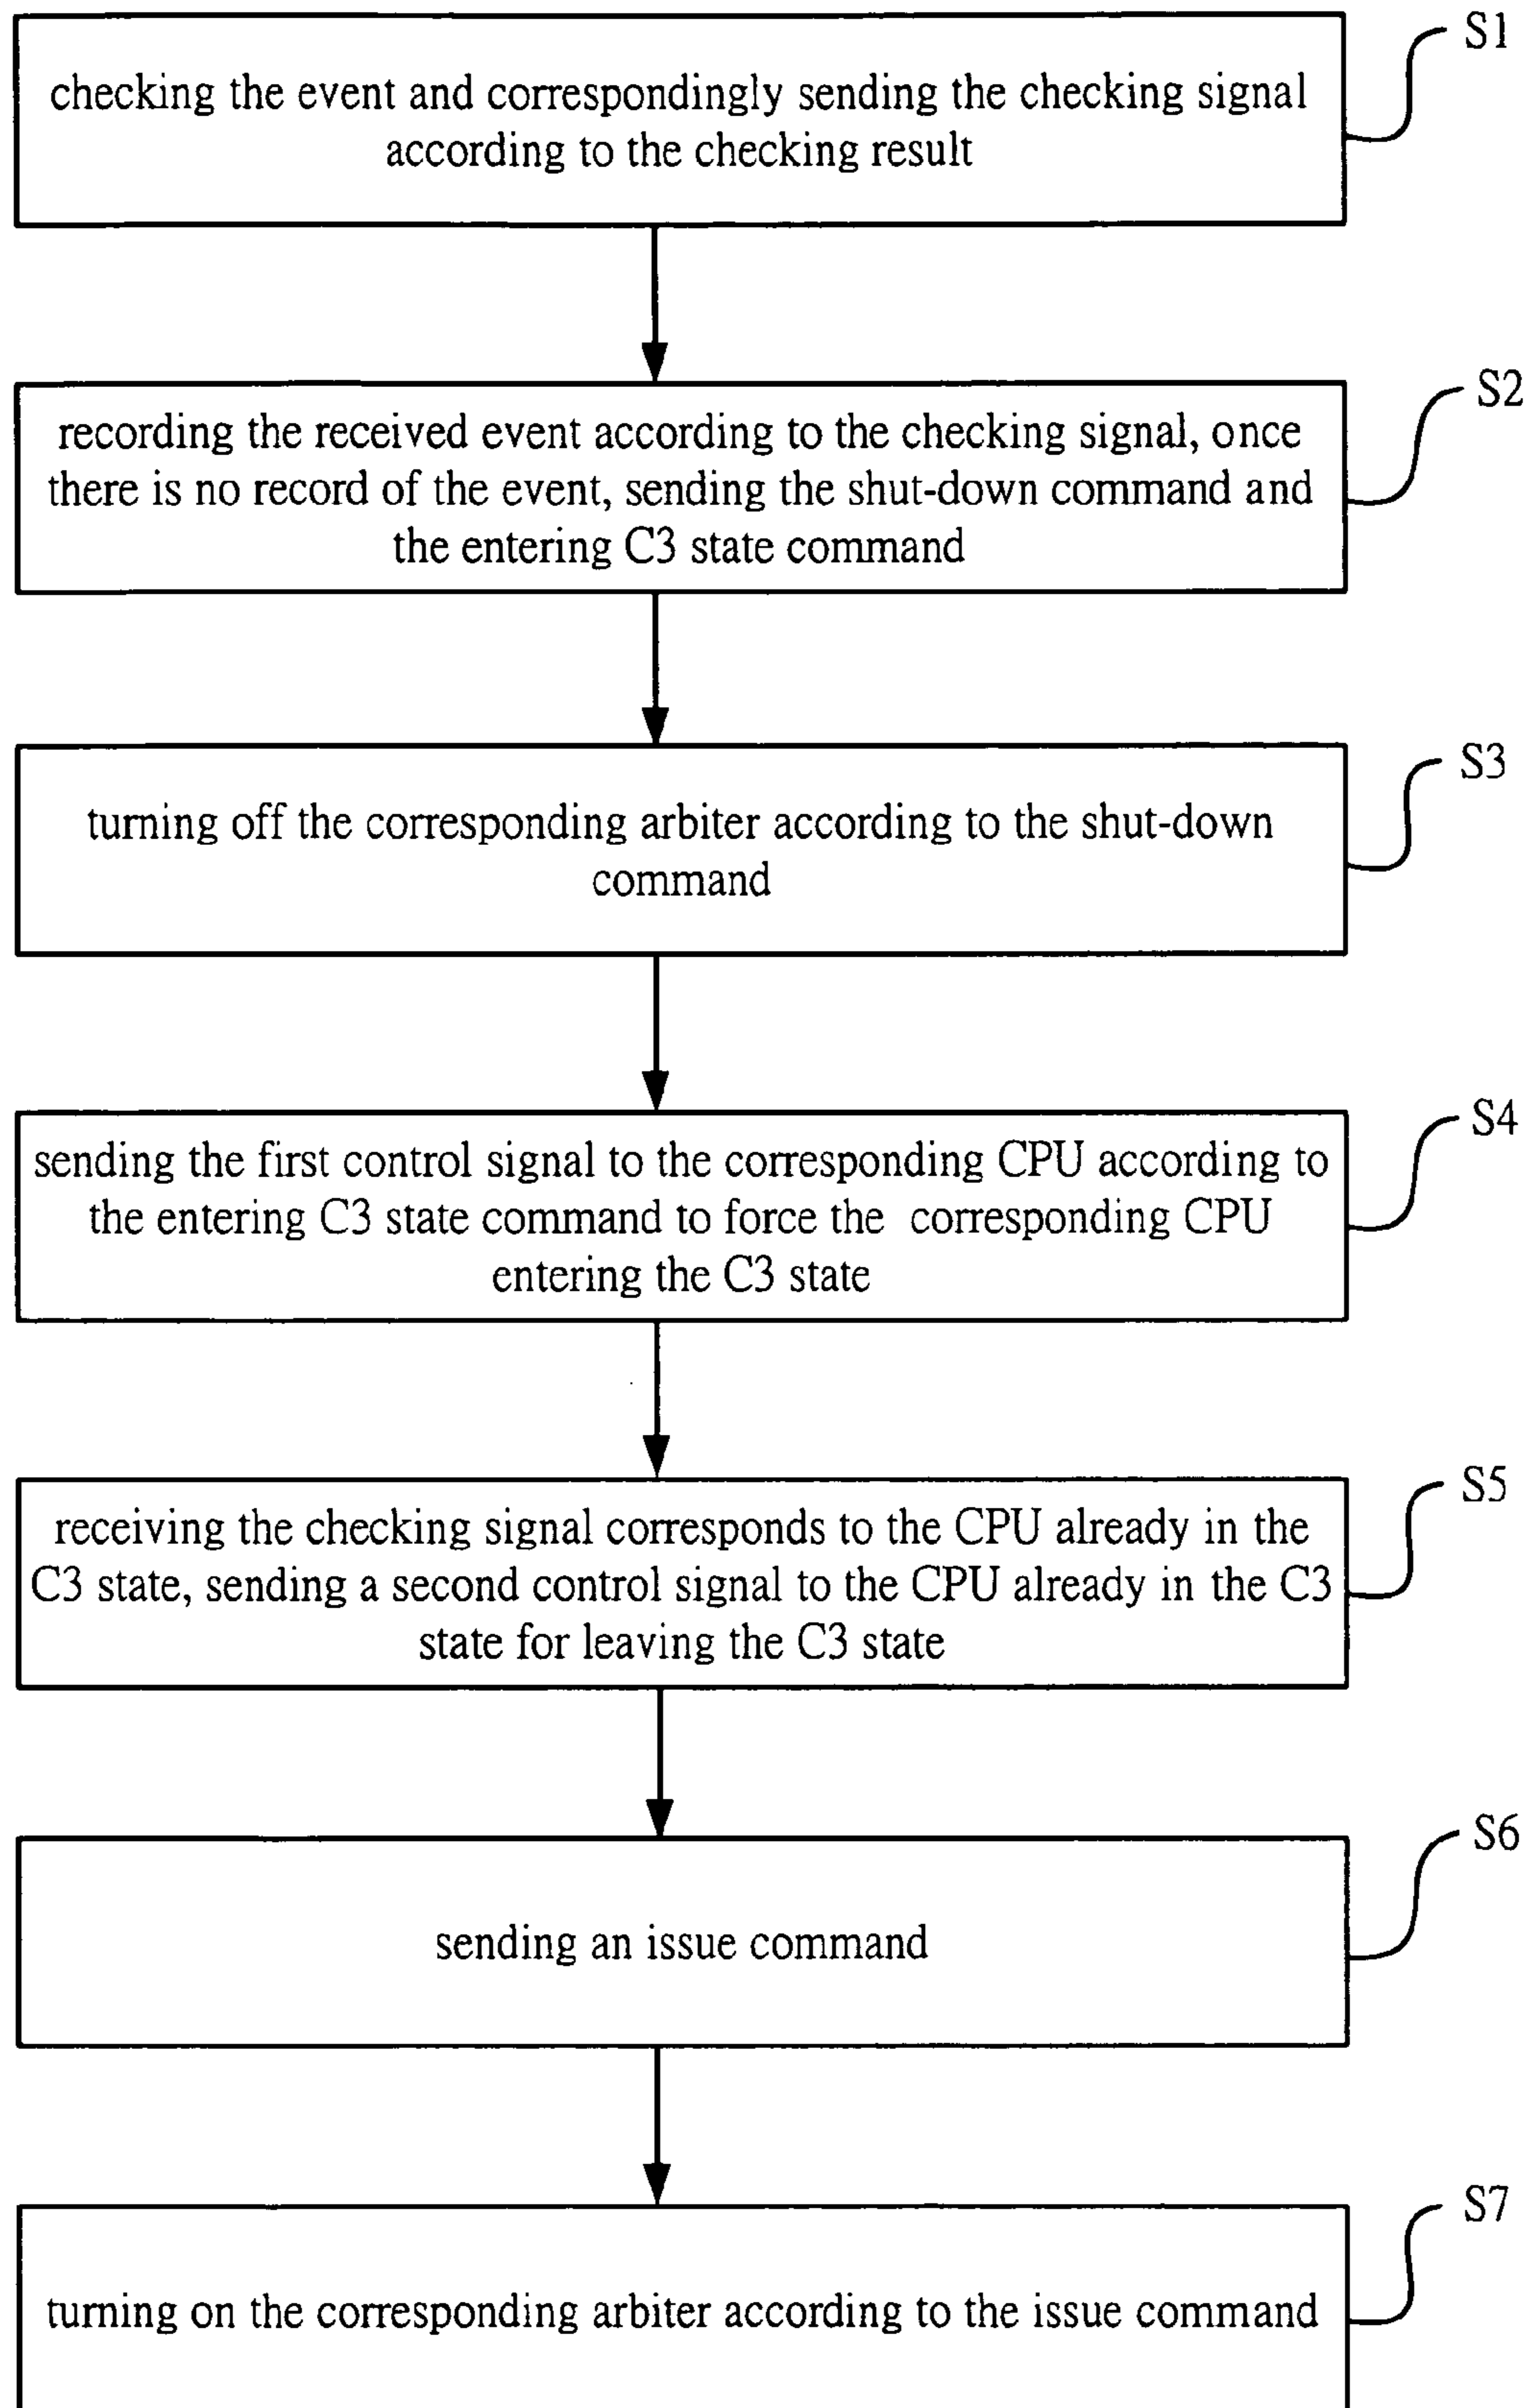 S1
checking the event and correspondingly sending the checking signal
according to the checking result
S2
recording the received event according to the checking signal, once
there is no record of the event, sending the shut-down command and
the entering C3 state command
S3
turning off the corresponding arbiter according to the shut-down
command
S4
sending the first control signal to the corresponding CPU according to
the entering C3 state command to force the corresponding CPU
entering the C3 state
S5
receiving the checking signal corresponds to the CPU already in the
C3 state, sending a second control signal to the CPU already in the C3
state for leaving the C3 state
S6
sending an issue command
S7
turning on the corresponding arbiter according to the issue command